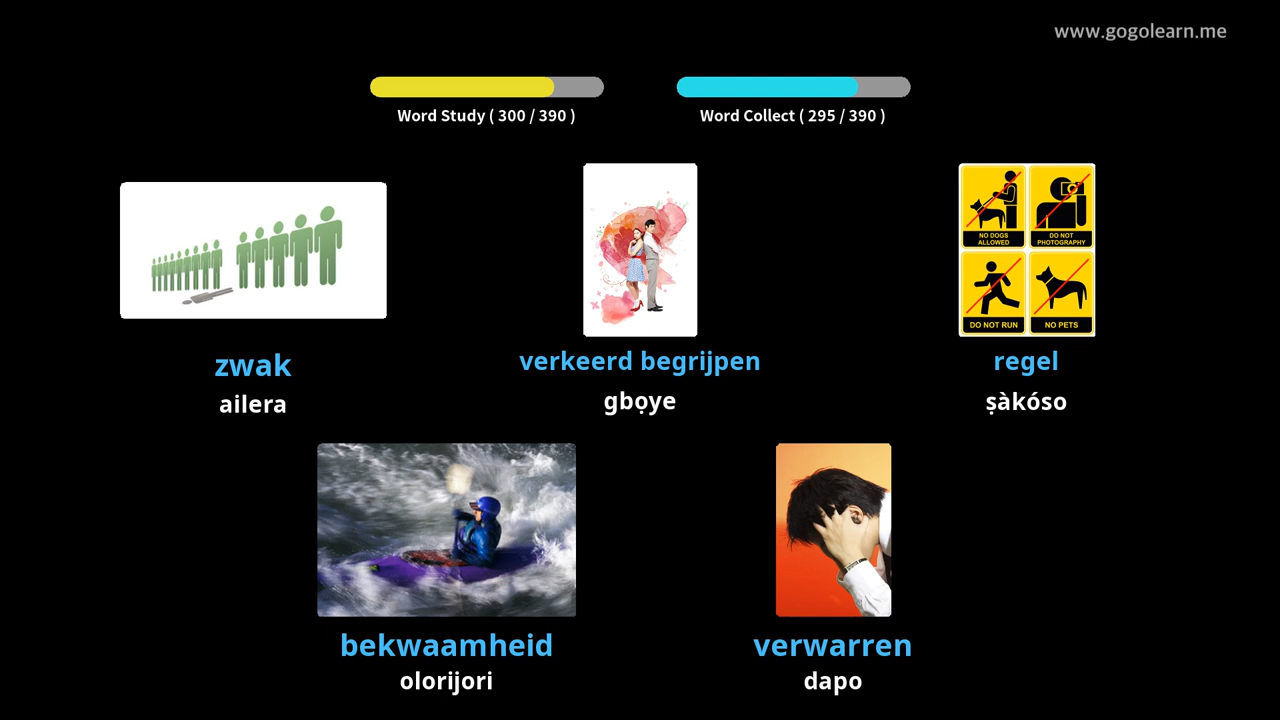 www.gogolearn.me
Word Study ( 300 / 390 )
Word Collect ( 295 / 390 )
NO DOGS
ALLOWED
DO NOT
PHOTOGRAPHY
DO NOT RUN
NO PETS
zwak
verkeerd begrijpen
regel
ailera
gbọye
ṣàkóso
bekwaamheid
verwarren
olorijori
dapo